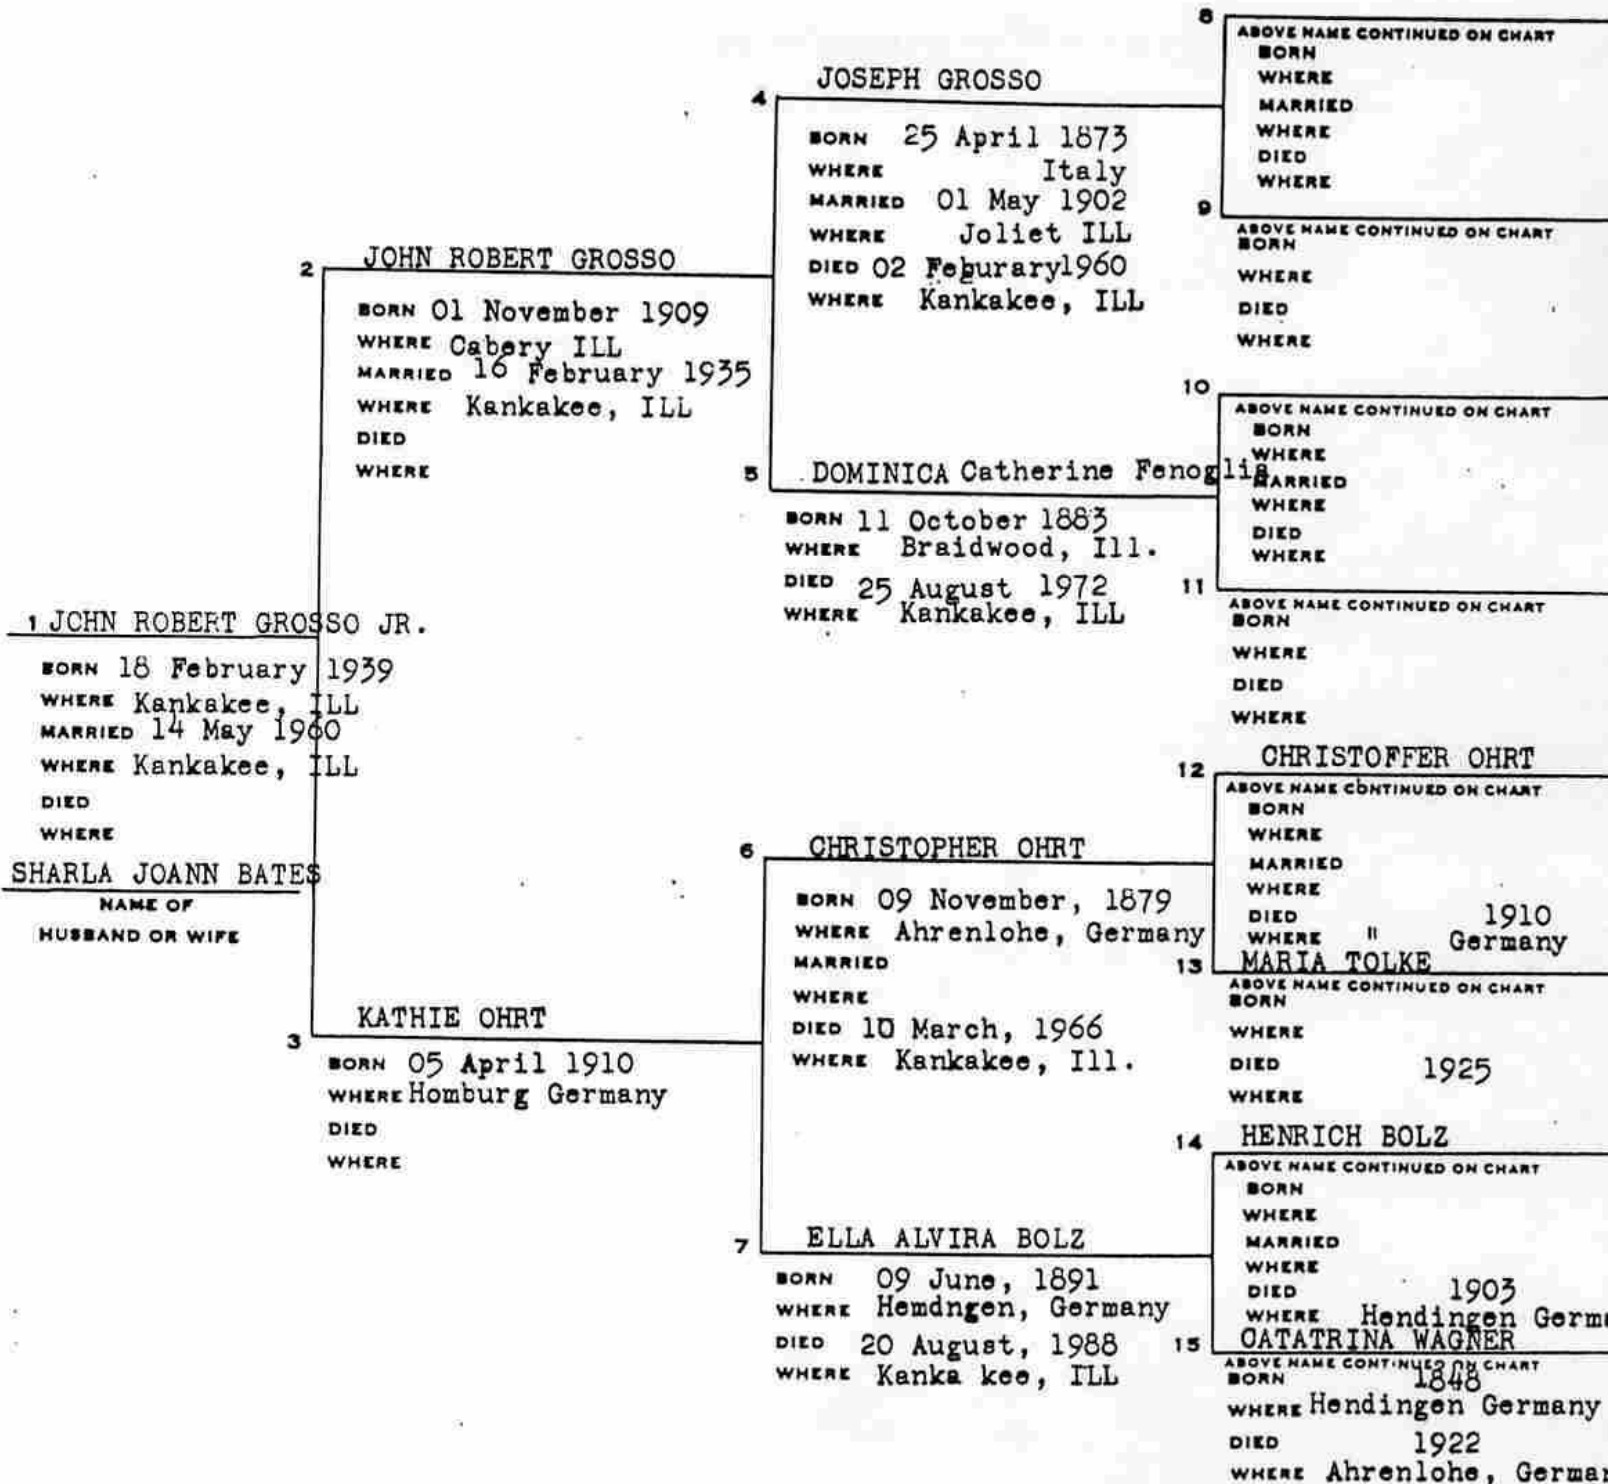 1 JOHN ROBERT GROSSO JR.
BORN 18 February 1939
WHERE Kankakee, ILL
MARRIED 14 May 1960
WHERE Kankakee, ILL
DIED
WHERE
SHARLA JOANN BATES
NAME OF
HUSBAND OR WIFE
2 JOHN ROBERT GROSSO
BORN 01 November 1909
WHERE Cabery ILL
MARRIED 16 February 1935
WHERE Kankakee, ILL
DIED
WHERE
3 KATHIE OHRT
BORN 05 April 1910
WHERE Homburg Germany
DIED
WHERE
4 JOSEPH GROSSO
BORN 25 April 1873
WHERE Italy
MARRIED 01 May 1902
WHERE Joliet ILL
DIED 02 Feburary1960
WHERE Kankakee, ILL
5 DOMINICA Catherine Fenoglia
BORN 11 October 1883
WHERE Braidwood, Ill.
DIED 25 August 1972
WHERE Kankakee, ILL
6 CHRISTOPHER OHRT
BORN 09 November, 1879
WHERE Ahrenlohe, Germany
MARRIED
WHERE
DIED 10 March, 1966
WHERE Kankakee, Ill.
7 ELLA ALVIRA BOLZ
BORN 09 June, 1891
WHERE Hemdngen, Germany
DIED 20 August, 1988
WHERE Kanka kee, ILL
8
ABOVE NAME CONTINUED ON CHART
BORN
WHERE
MARRIED
WHERE
DIED
WHERE
9
ABOVE NAME CONTINUED ON CHART
BORN
WHERE
DIED
WHERE
10
ABOVE NAME CONTINUED ON CHART
BORN
WHERE
MARRIED
WHERE
DIED
WHERE
11
ABOVE NAME CONTINUED ON CHART
BORN
WHERE
DIED
WHERE
12 CHRISTOFFER OHRT
ABOVE NAME CONTINUED ON CHART
BORN
WHERE
MARRIED
WHERE
DIED 1910
WHERE " Germany
13 MARIA TOLKE
ABOVE NAME CONTINUED ON CHART
BORN
WHERE
DIED 1925
WHERE
14 HENRICH BOLZ
ABOVE NAME CONTINUED ON CHART
BORN
WHERE
MARRIED
WHERE
DIED 1903
WHERE Hendingen Germa
15 CATATRINA WAGNER
ABOVE NAME CONTINUED ON CHART
BORN 1848
WHERE Hendingen Germany
DIED 1922
WHERE Ahrenlohe, German